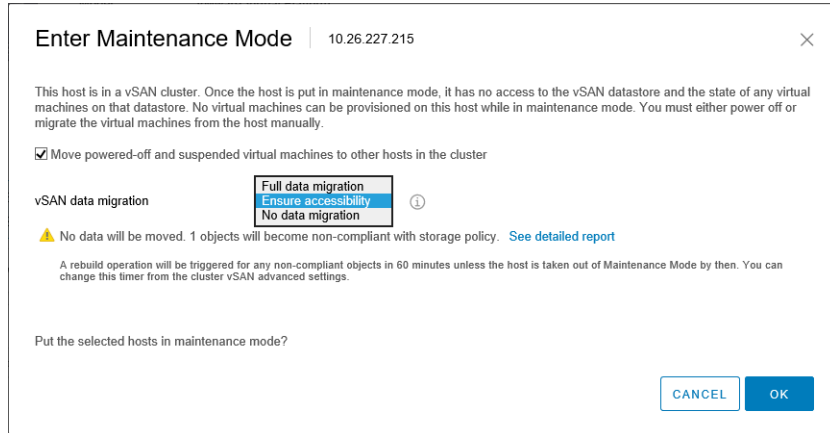 Enter Maintenance Mode 10.26.227.215
This host is in a vSAN cluster. Once the host is put in maintenance mode, it has no access to the vSAN datastore and the state of any virtual
machines on that datastore. No virtual machines can be provisioned on this host while in maintenance mode. You must either power off or
migrate the virtual machines from the host manually.
Move powered-off and suspended virtual machines to other hosts in the cluster
Full data migration
vSAN data migration Ensure accessibility
No data migration
No data will be moved. 1 objects will become non-compliant with storage policy. See detailed report
A rebuild operation will be triggered for any non-compliant objects in 60 minutes unless the host is taken out of Maintenance Mode by then. You can
change this timer from the cluster vSAN advanced settings.
Put the selected hosts in maintenance mode?
CANCEL OK